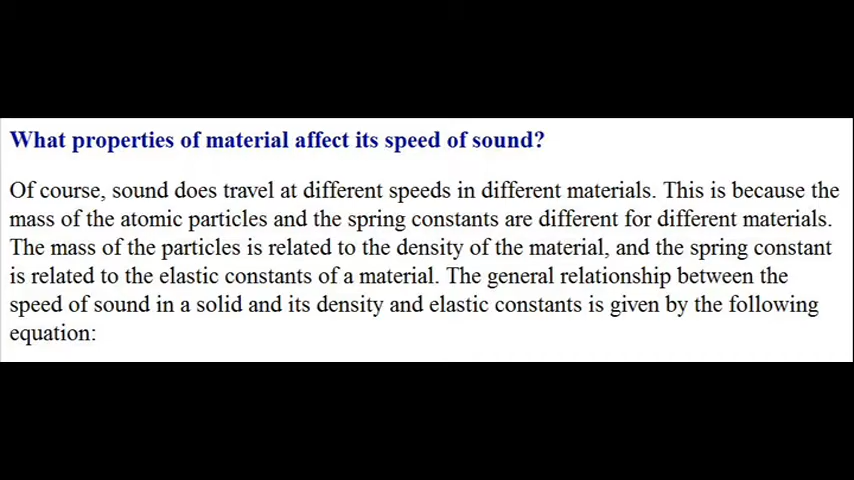 What properties of material affect its speed of sound?
Of course, sound does travel at different speeds in different materials. This is because the
mass of the atomic particles and the spring constants are different for different materials.
The mass of the particles is related to the density of the material, and the spring constant
is related to the elastic constants of a material. The general relationship between the
speed of sound in a solid and its density and elastic constants is given by the following
equation: